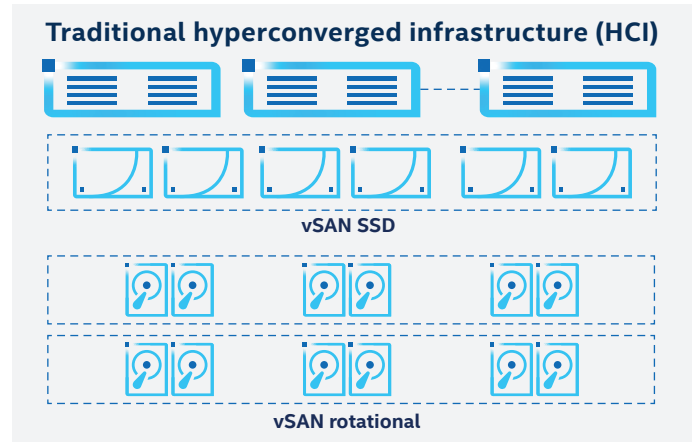 Traditional hyperconverged infrastructure (HCI)
vSAN SSD
vSAN rotational